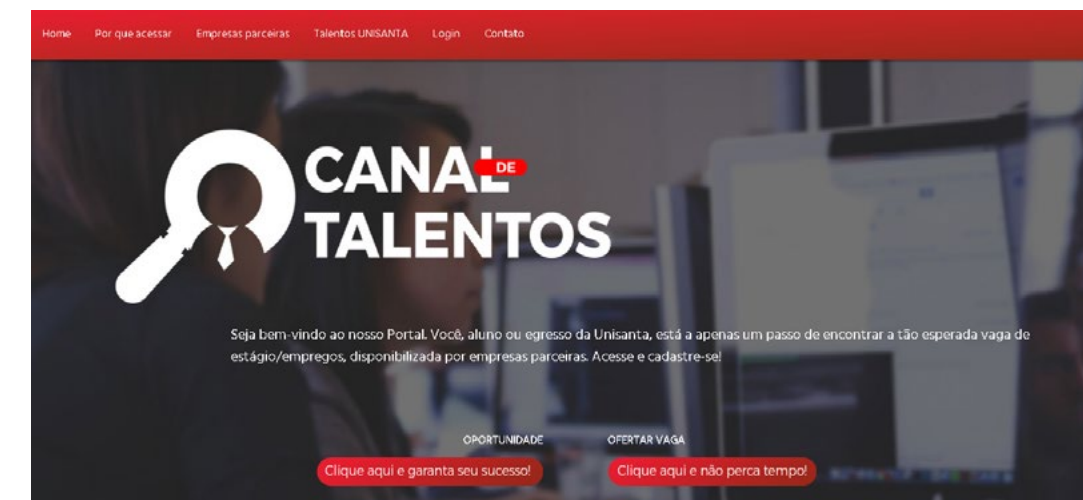 Home Por que acessar Empresas parceiras Talentos UNISANTA Login Contato
CANAL DE
TALENTOS
Seja bem-vindo ao nosso Portal. Você, aluno ou egresso da Unisanta, está a apenas um passo de encontrar a tão esperada vaga de
estágio/empregos, disponibilizada por empresas parceiras. Acesse e cadastre-se!
OPORTUNIDADE OFERTAR VAGA
Clique aqui e garanta seu sucesso! Clique aqui e não perca tempo!